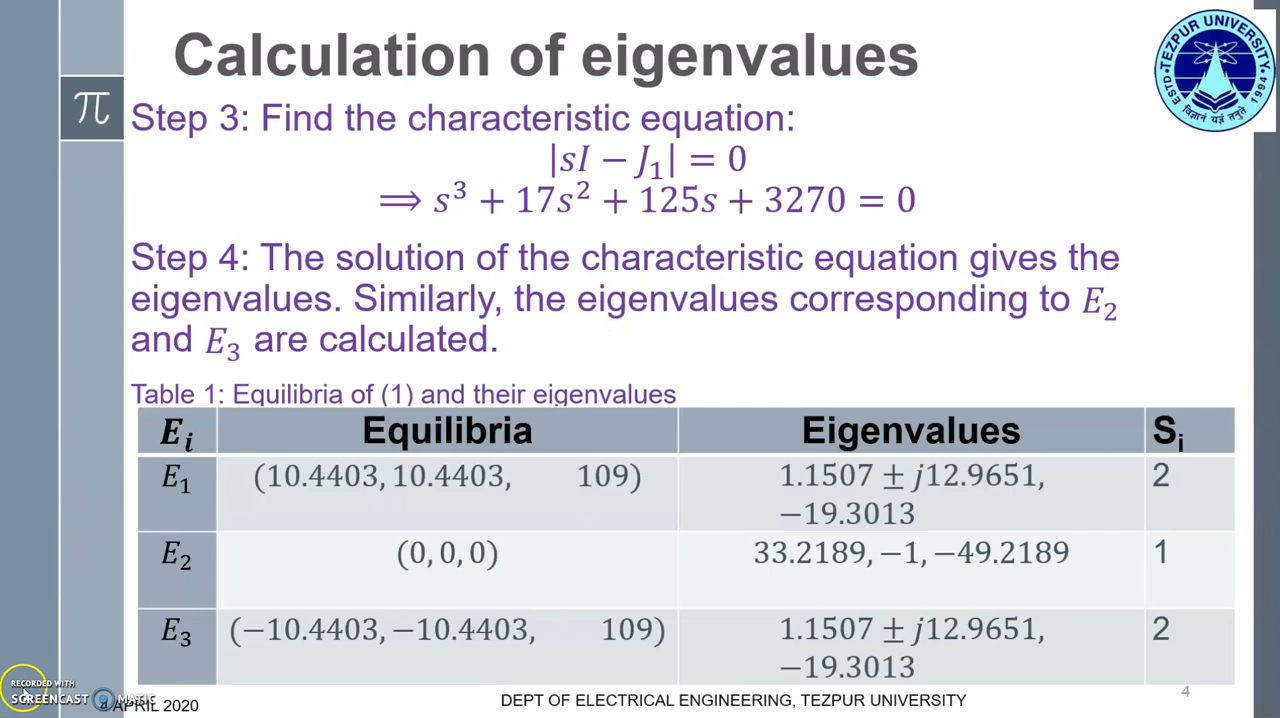 Calculation of eigenvalues
TEZPUR UNIVERSITY
ESTD. 1994
विज्ञानं यज्ञं तनुते
π
Step 3: Find the characteristic equation:
|sI − J₁| = 0
⟹ s³ + 17s² + 125s + 3270 = 0
Step 4: The solution of the characteristic equation gives the
eigenvalues. Similarly, the eigenvalues corresponding to E₂
and E₃ are calculated.
Table 1: Equilibria of (1) and their eigenvalues
Eᵢ Equilibria Eigenvalues Sᵢ
E₁ (10.4403, 10.4403, 109) 1.1507 ± j12.9651, 2
−19.3013
E₂ (0, 0, 0) 33.2189, −1, −49.2189 1
E₃ (−10.4403, −10.4403, 109) 1.1507 ± j12.9651, 2
−19.3013
RECORDED WITH
SCREENCAST MATIC
4 APRIL 2020
DEPT OF ELECTRICAL ENGINEERING, TEZPUR UNIVERSITY
4